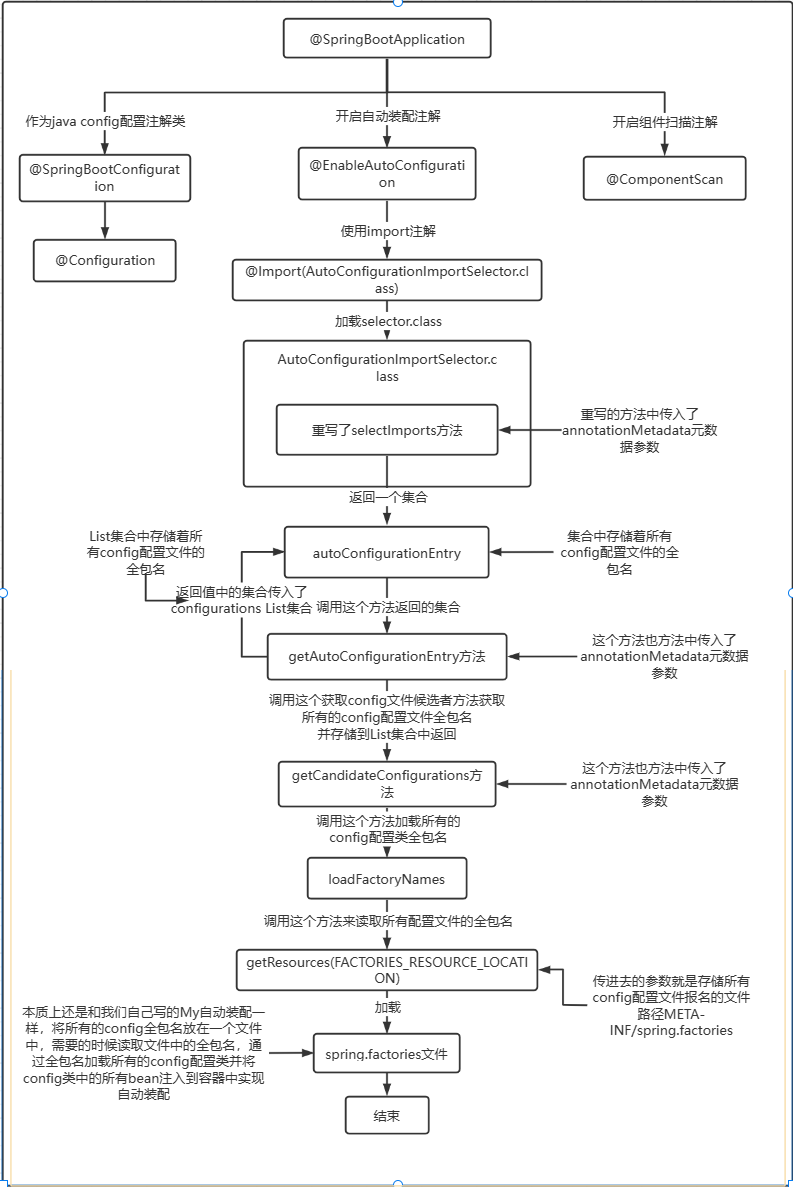 @SpringBootApplication
作为java config配置注解类
开启自动装配注解
开启组件扫描注解
@SpringBootConfigurat
ion
@EnableAutoConfigurati
on
@ComponentScan
使用import注解
@Configuration
@Import(AutoConfigurationImportSelector.cl
ass)
加载selector.class
AutoConfigurationImportSelector.c
lass
重写了selectImports方法
重写的方法中传入了
annotationMetadata元数
据参数
返回一个集合
List集合中存储着所
有config配置文件的
全包名
autoConfigurationEntry
集合中存储着所有
config配置文件的全
包名
返回值中的集合传入了
configurations List集合
调用这个方法返回的集合
getAutoConfigurationEntry方法
这个方法也方法中传入了
annotationMetadata元数据
参数
调用这个获取config文件候选者方法获取
所有的config配置文件全包名
并存储到List集合中返回
getCandidateConfigurations方
法
这个方法也方法中传入了
annotationMetadata元数据
参数
调用这个方法加载所有的
config配置类全包名
loadFactoryNames
调用这个方法来读取所有配置文件的全包名
getResources(FACTORIES_RESOURCE_LOCATI
ON)
传进去的参数就是存储所有
config配置文件报名的文件
路径META-
INF/spring.factories
加载
本质上还是和我们自己写的My自动装配一
样，将所有的config全包名放在一个文件
中，需要的时候读取文件中的全包名，通
过全包名加载所有的config配置类并将
config类中的所有bean注入到容器中实现
自动装配
spring.factories文件
结束